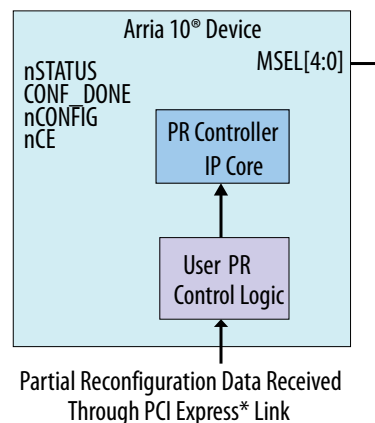 Arria 10® Device
MSEL[4:0]
nSTATUS
CONF_DONE
nCONFIG
nCE
PR Controller
IP Core
User PR
Control Logic
Partial Reconfiguration Data Received
Through PCI Express* Link